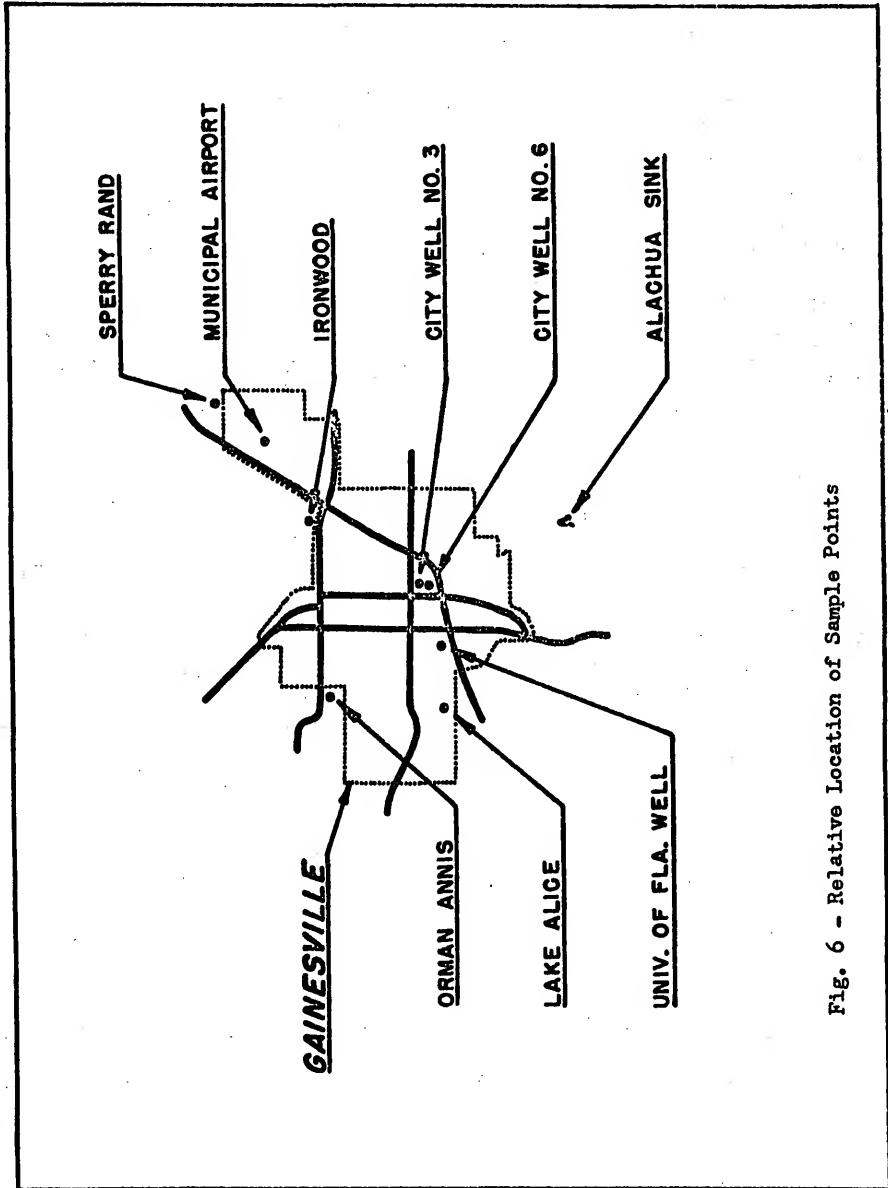 SPERRY RAND
MUNICIPAL AIRPORT
IRONWOOD
CITY WELL NO. 3
CITY WELL NO. 6
ALACHUA SINK
GAINESVILLE
ORMAN ANNIS
LAKE ALICE
UNIV. OF FLA. WELL
Fig. 6 - Relative Location of Sample Points